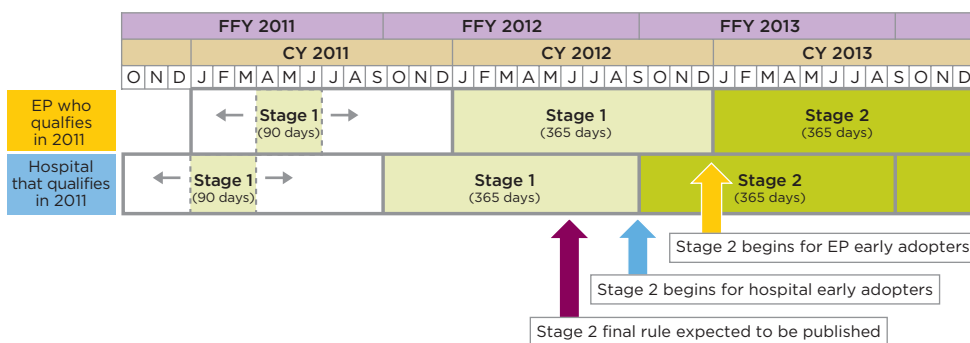 FFY 2011 FFY 2012 FFY 2013
CY 2011 CY 2012 CY 2013
O N D J F M A M J J A S O N D J F M A M J J A S O N D J F M A M J J A S O N D
EP who
qualfies
in 2011
Stage 1
(90 days)
Stage 1
(365 days)
Stage 2
(365 days)
Hospital
that qualifies
in 2011
Stage 1
(90 days)
Stage 1
(365 days)
Stage 2
(365 days)
Stage 2 begins for EP early adopters
Stage 2 begins for hospital early adopters
Stage 2 final rule expected to be published